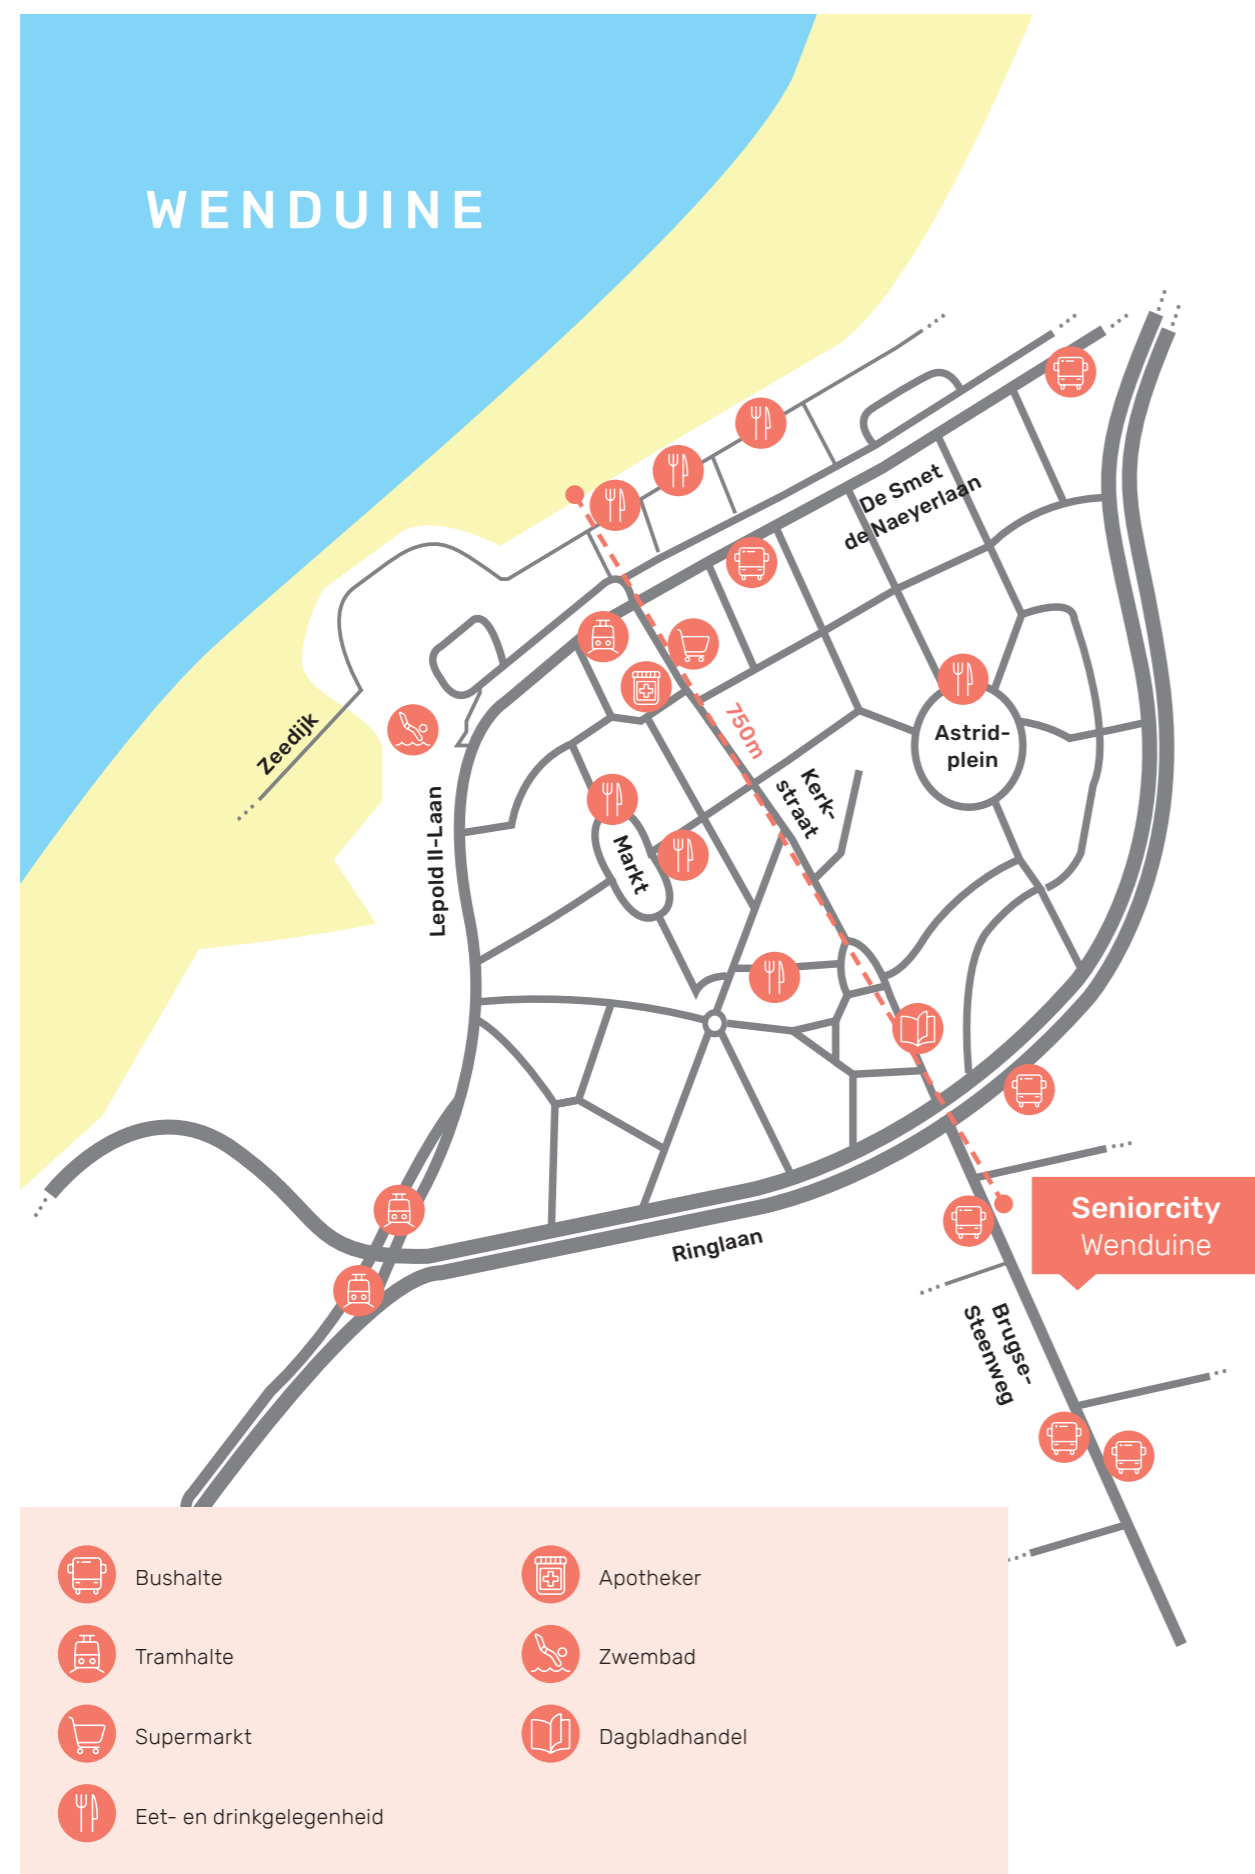 WENDUINE
De Smet
de Naeyerlaan
Zeedijk
750m
Astrid-
plein
Kerk-
straat
Lepold II-Laan
Markt
Seniorcity
Wenduine
Ringlaan
Brugse-
Steenweg
Bushalte
Tramhalte
Supermarkt
Eet- en drinkgelegenheid
Apotheker
Zwembad
Dagbladhandel